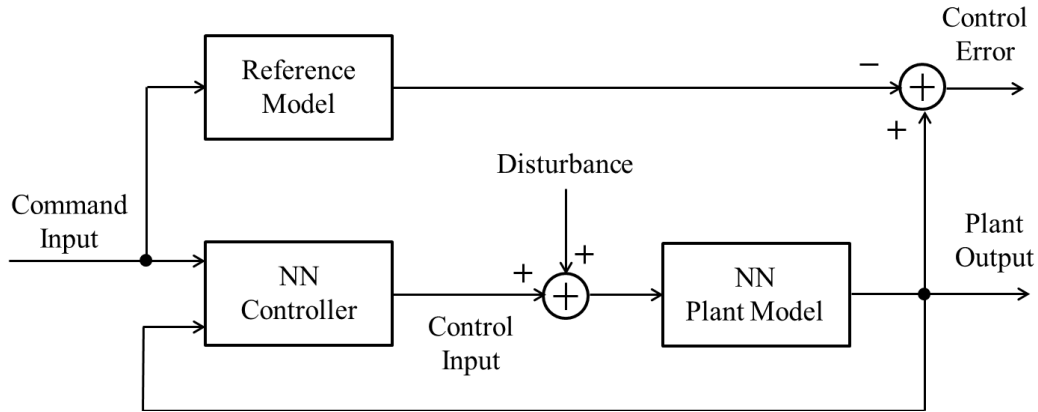 Control
Error
Reference
Model
−
+
+
Disturbance
Command
Input
Plant
Output
+
+
+
NN
Controller
NN
Plant Model
Control
Input